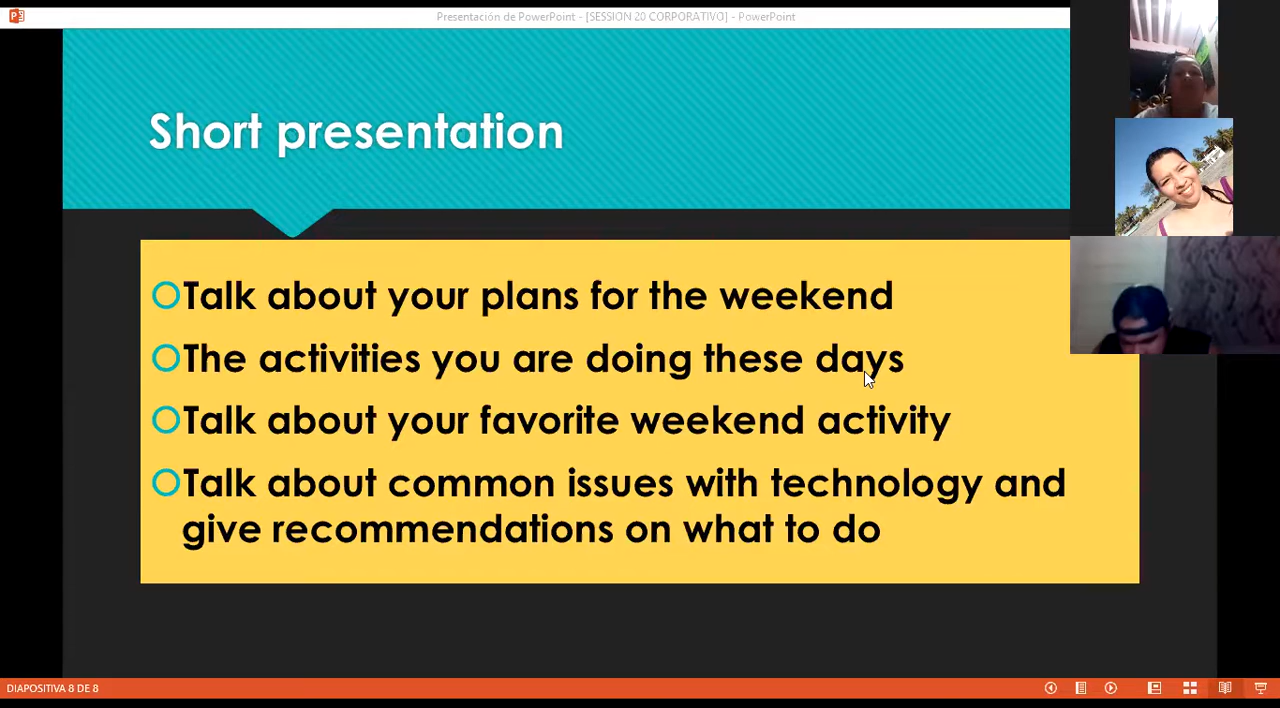 Presentación de PowerPoint - [SESSION 20 CORPORATIVO] - PowerPoint
Short presentation
Talk about your plans for the weekend
The activities you are doing these days
Talk about your favorite weekend activity
Talk about common issues with technology and
give recommendations on what to do
DIAPOSITIVA 8 DE 8